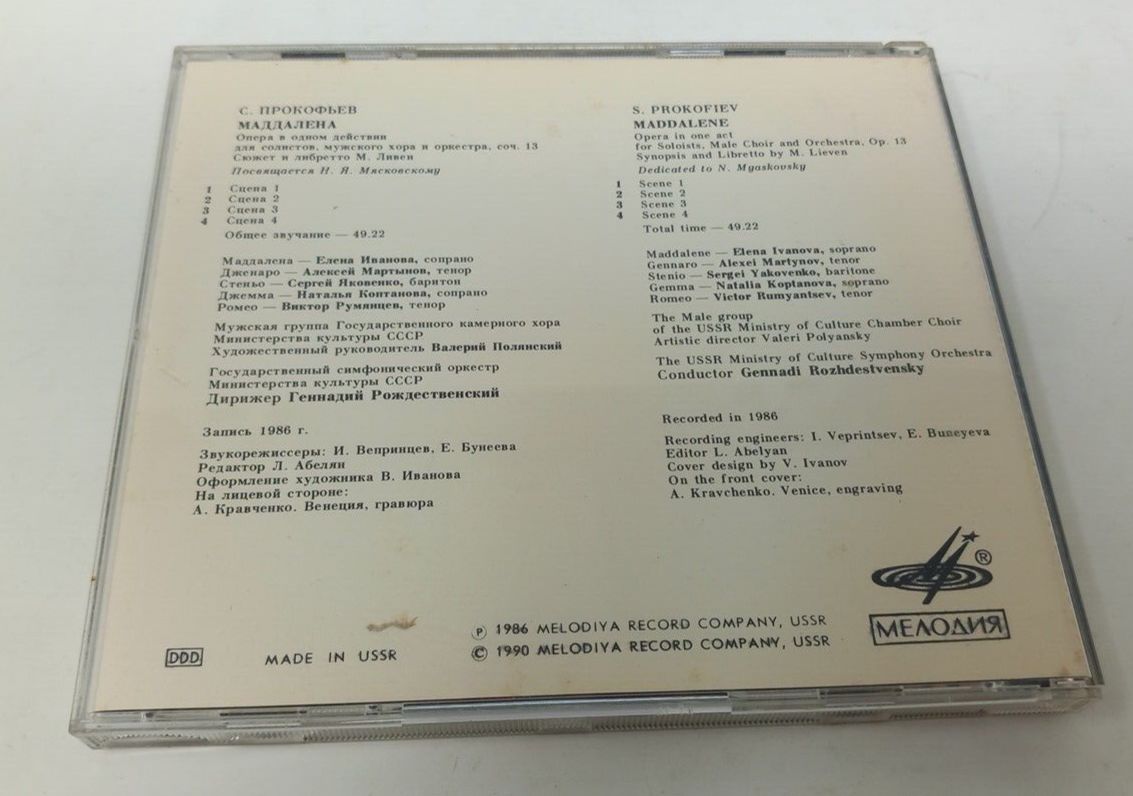 С. ПРОКОФЬЕВ
МАДДАЛЕНА
Опера в одном действии
для солистов, мужского хора и оркестра, соч. 13
Сюжет и либретто М. Ливен
Посвящается Н. Я. Мясковскому
1 Сцена 1
2 Сцена 2
3 Сцена 3
4 Сцена 4
Общее звучание — 49.22
Маддалена — Елена Иванова, сопрано
Дженаро — Алексей Мартынов, тенор
Стеньо — Сергей Яковенко, баритон
Джемма — Наталья Коптанова, сопрано
Ромео — Виктор Румянцев, тенор
Мужская группа Государственного камерного хора
Министерства культуры СССР
Художественный руководитель Валерий Полянский
Государственный симфонический оркестр
Министерства культуры СССР
Дирижер Геннадий Рождественский
Запись 1986 г.
Звукорежиссеры: И. Вепринцев, Е. Бунеева
Редактор Л. Абелян
Оформление художника В. Иванова
На лицевой стороне:
А. Кравченко. Венеция, гравюра
S. PROKOFIEV
MADDALENE
Opera in one act
for Soloists, Male Choir and Orchestra, Op. 13
Synopsis and Libretto by M. Lieven
Dedicated to N. Myaskovsky
1 Scene 1
2 Scene 2
3 Scene 3
4 Scene 4
Total time — 49.22
Maddalene — Elena Ivanova, soprano
Gennaro — Alexei Martynov, tenor
Stenio — Sergei Yakovenko, baritone
Gemma — Natalia Koptanova, soprano
Romeo — Victor Rumyantsev, tenor
The Male group
of the USSR Ministry of Culture Chamber Choir
Artistic director Valeri Polyansky
The USSR Ministry of Culture Symphony Orchestra
Conductor Gennadi Rozhdestvensky
Recorded in 1986
Recording engineers: I. Veprintsev, E. Buneyeva
Editor L. Abelyan
Cover design by V. Ivanov
On the front cover:
A. Kravchenko. Venice, engraving
®
МЕЛОДИЯ
DDD
MADE IN USSR
℗ 1986 MELODIYA RECORD COMPANY, USSR
© 1990 MELODIYA RECORD COMPANY, USSR